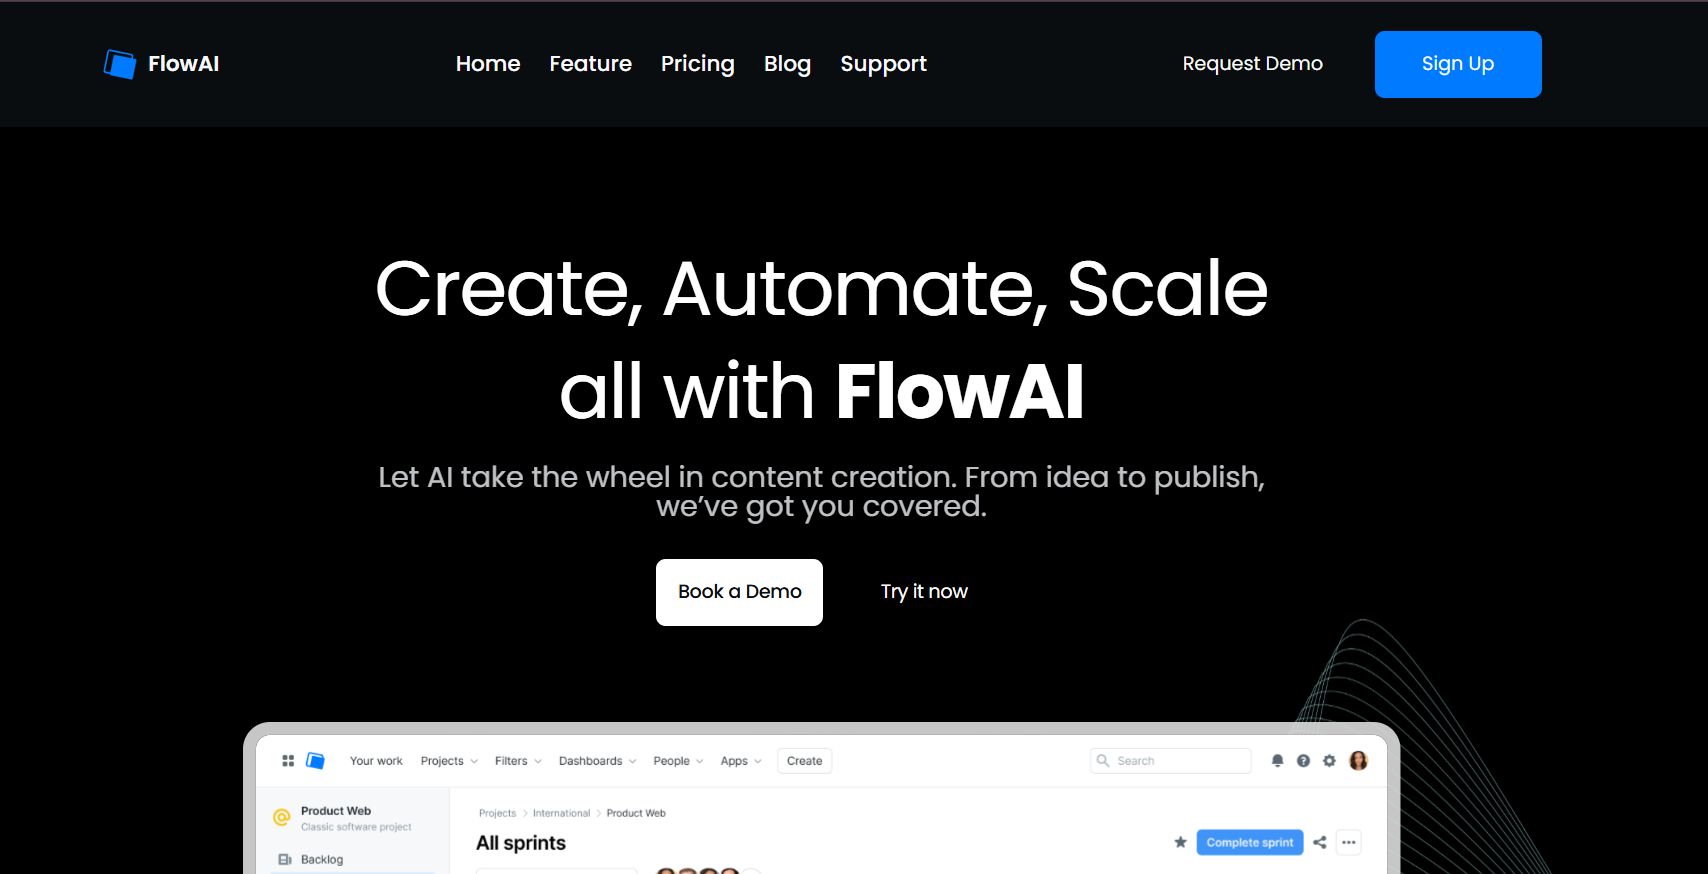 FlowAI
Home Feature Pricing Blog Support
Request Demo
Sign Up
Create, Automate, Scale
all with FlowAI
Let AI take the wheel in content creation. From idea to publish,
we’ve got you covered.
Book a Demo
Try it now
Your work Projects Filters Dashboards People Apps Create
Search
Product Web
Classic software project
Backlog
Projects International Product Web
All sprints
Complete sprint